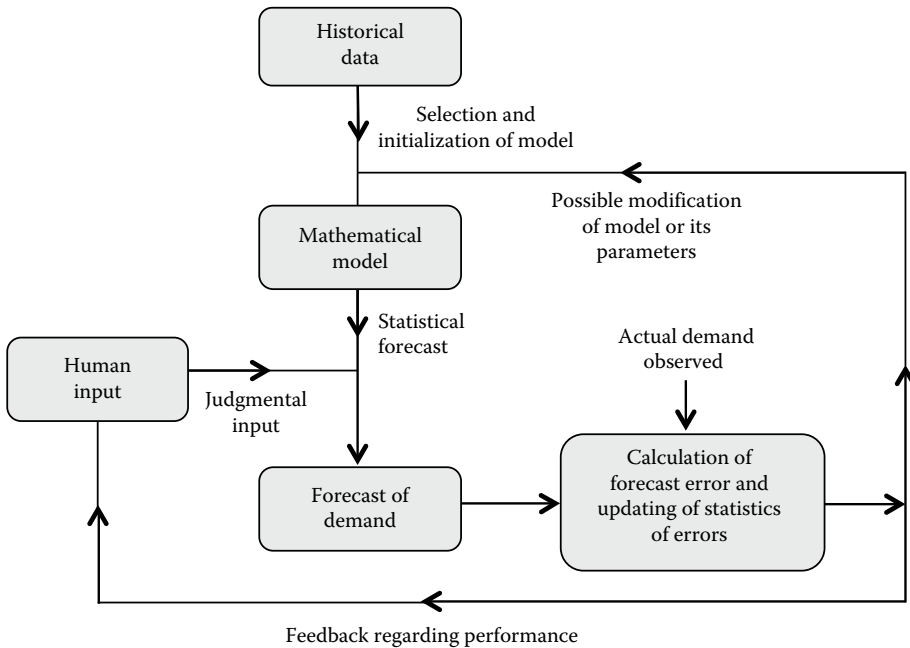 Historical
data
Selection and
initialization of model
Possible modification
of model or its
parameters
Mathematical
model
Statistical
forecast
Actual demand
observed
Human
input
Judgmental
input
Calculation of
forecast error and
updating of statistics
of errors
Forecast of
demand
Feedback regarding performance